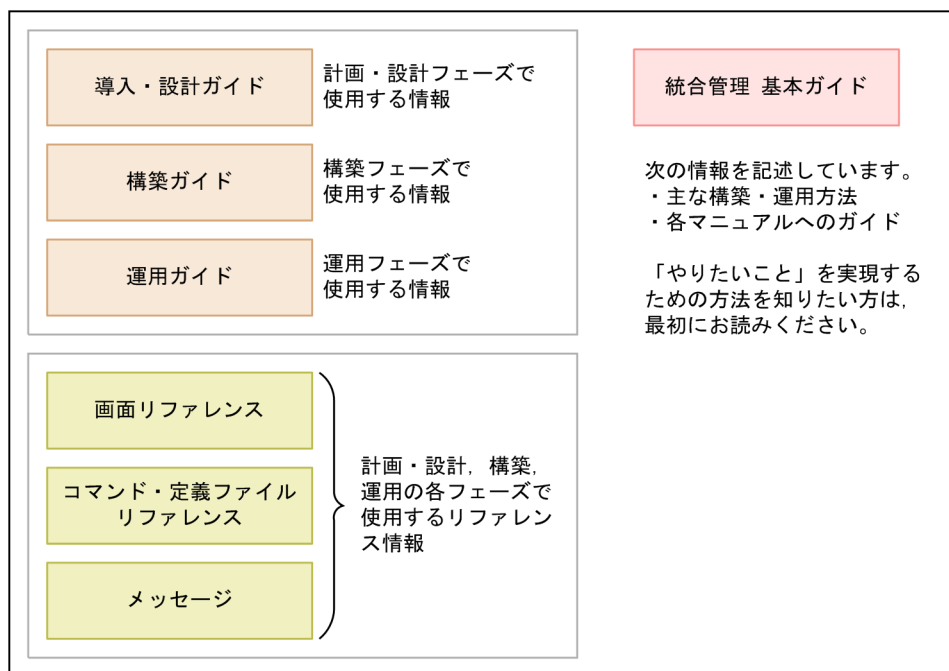 導入・設計ガイド
計画・設計フェーズで
使用する情報
構築ガイド
構築フェーズで
使用する情報
運用ガイド
運用フェーズで
使用する情報
統合管理 基本ガイド
次の情報を記述しています。
・主な構築・運用方法
・各マニュアルへのガイド
「やりたいこと」を実現する
ための方法を知りたい方は,
最初にお読みください。
画面リファレンス
コマンド・定義ファイル
リファレンス
メッセージ
計画・設計, 構築,
運用の各フェーズで
使用するリファレン
ス情報